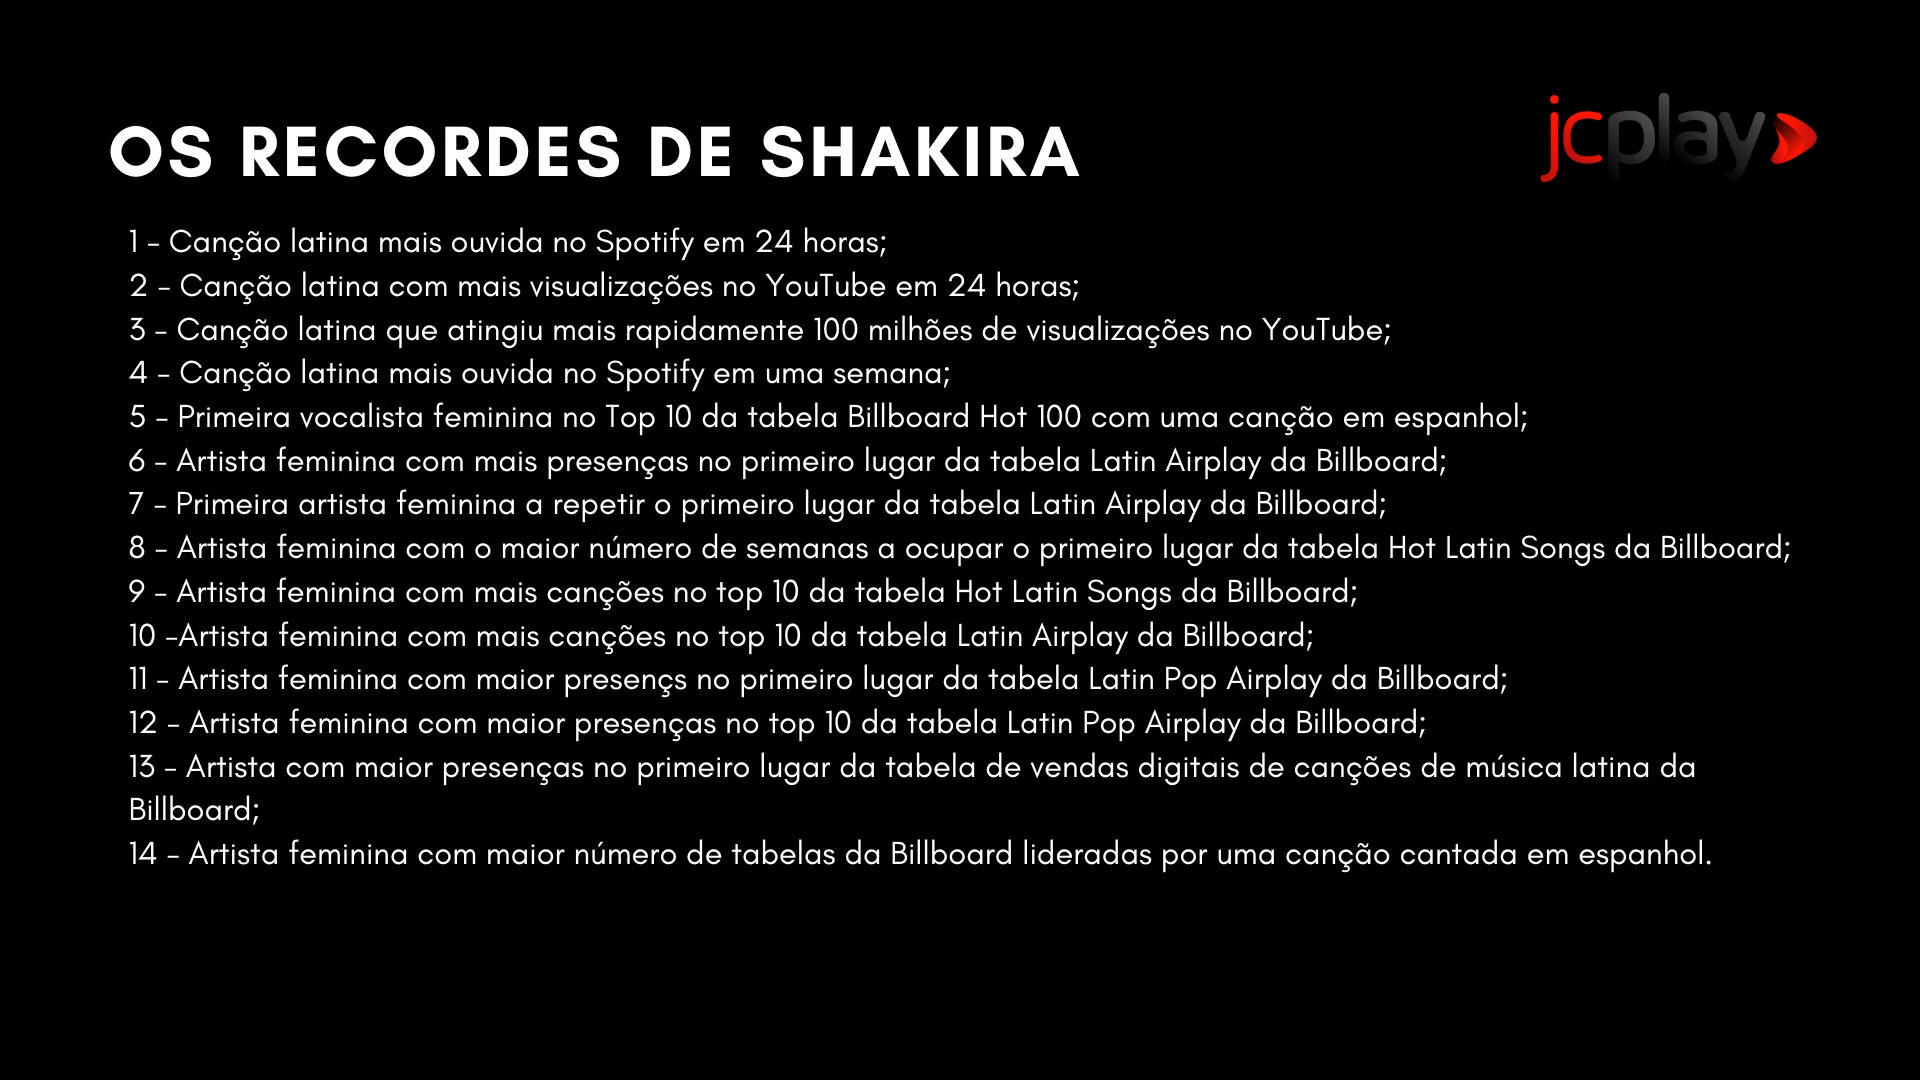 OS RECORDES DE SHAKIRA
jcplay
1 - Canção latina mais ouvida no Spotify em 24 horas;
2 - Canção latina com mais visualizações no YouTube em 24 horas;
3 - Canção latina que atingiu mais rapidamente 100 milhões de visualizações no YouTube;
4 - Canção latina mais ouvida no Spotify em uma semana;
5 - Primeira vocalista feminina no Top 10 da tabela Billboard Hot 100 com uma canção em espanhol;
6 - Artista feminina com mais presenças no primeiro lugar da tabela Latin Airplay da Billboard;
7 - Primeira artista feminina a repetir o primeiro lugar da tabela Latin Airplay da Billboard;
8 - Artista feminina com o maior número de semanas a ocupar o primeiro lugar da tabela Hot Latin Songs da Billboard;
9 - Artista feminina com mais canções no top 10 da tabela Hot Latin Songs da Billboard;
10 -Artista feminina com mais canções no top 10 da tabela Latin Airplay da Billboard;
11 - Artista feminina com maior presençs no primeiro lugar da tabela Latin Pop Airplay da Billboard;
12 - Artista feminina com maior presenças no top 10 da tabela Latin Pop Airplay da Billboard;
13 - Artista com maior presenças no primeiro lugar da tabela de vendas digitais de canções de música latina da
Billboard;
14 - Artista feminina com maior número de tabelas da Billboard lideradas por uma canção cantada em espanhol.